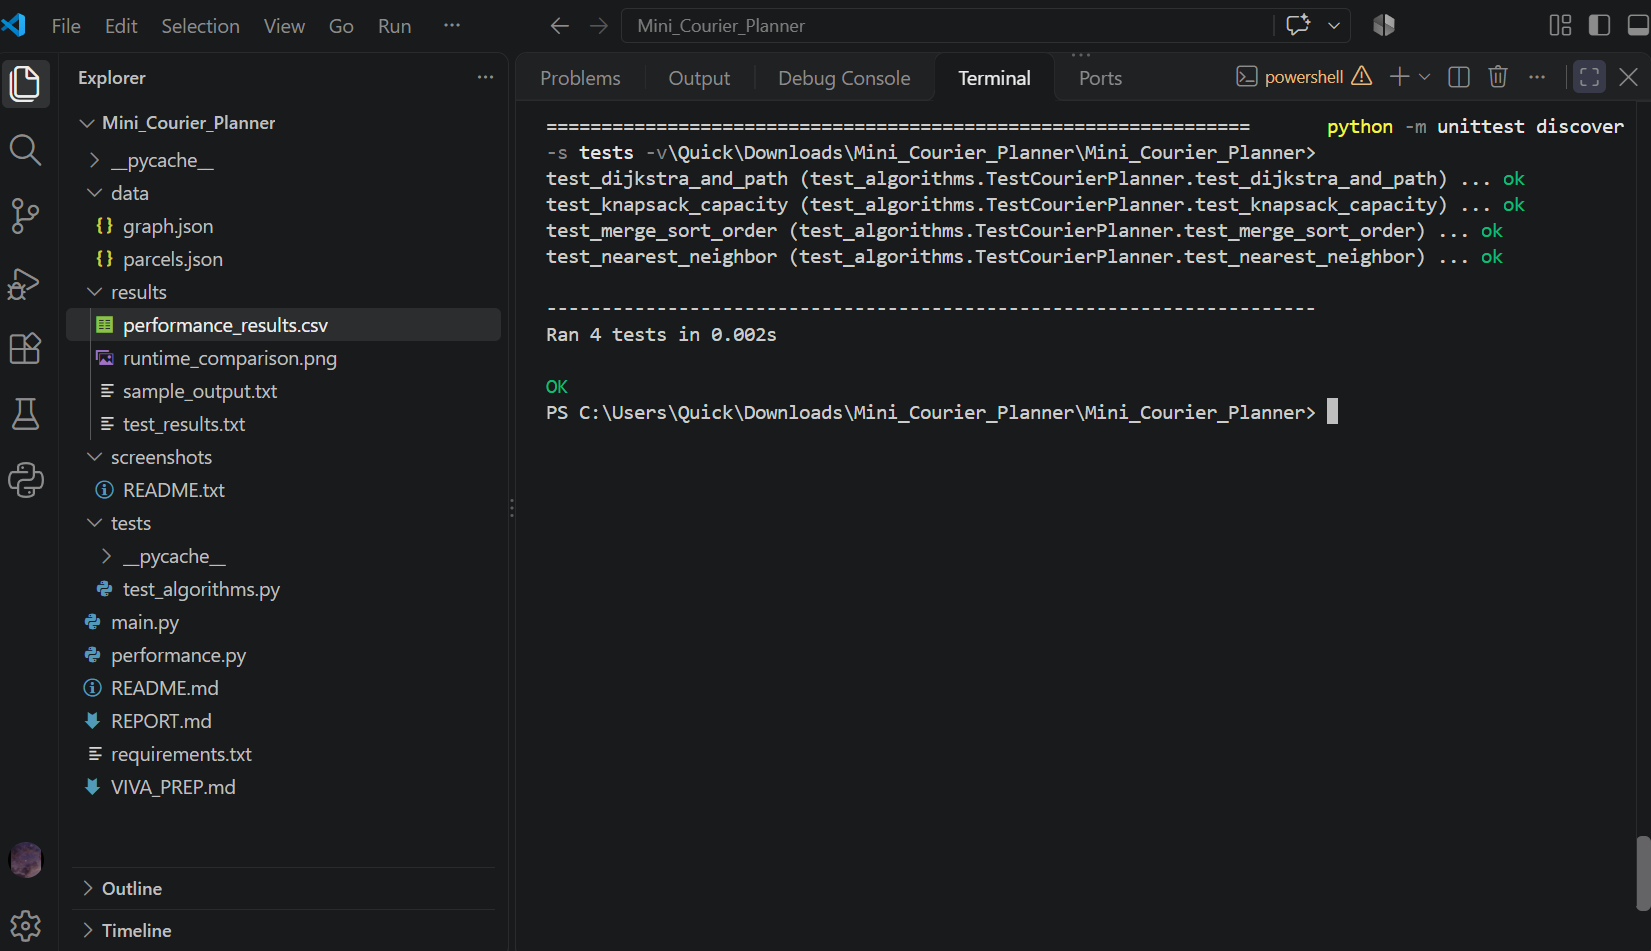 File Edit Selection View Go Run ···
Mini_Courier_Planner
Explorer ···
Mini_Courier_Planner
__pycache__
data
{} graph.json
{} parcels.json
results
performance_results.csv
runtime_comparison.png
sample_output.txt
test_results.txt
screenshots
README.txt
tests
__pycache__
test_algorithms.py
main.py
performance.py
README.md
REPORT.md
requirements.txt
VIVA_PREP.md
Outline
Timeline
Problems Output Debug Console Terminal Ports powershell
================================================================ python -m unittest discover
-s tests -v\Quick\Downloads\Mini_Courier_Planner\Mini_Courier_Planner>
test_dijkstra_and_path (test_algorithms.TestCourierPlanner.test_dijkstra_and_path) ... ok
test_knapsack_capacity (test_algorithms.TestCourierPlanner.test_knapsack_capacity) ... ok
test_merge_sort_order (test_algorithms.TestCourierPlanner.test_merge_sort_order) ... ok
test_nearest_neighbor (test_algorithms.TestCourierPlanner.test_nearest_neighbor) ... ok
----------------------------------------------------------------------
Ran 4 tests in 0.002s
OK
PS C:\Users\Quick\Downloads\Mini_Courier_Planner\Mini_Courier_Planner>